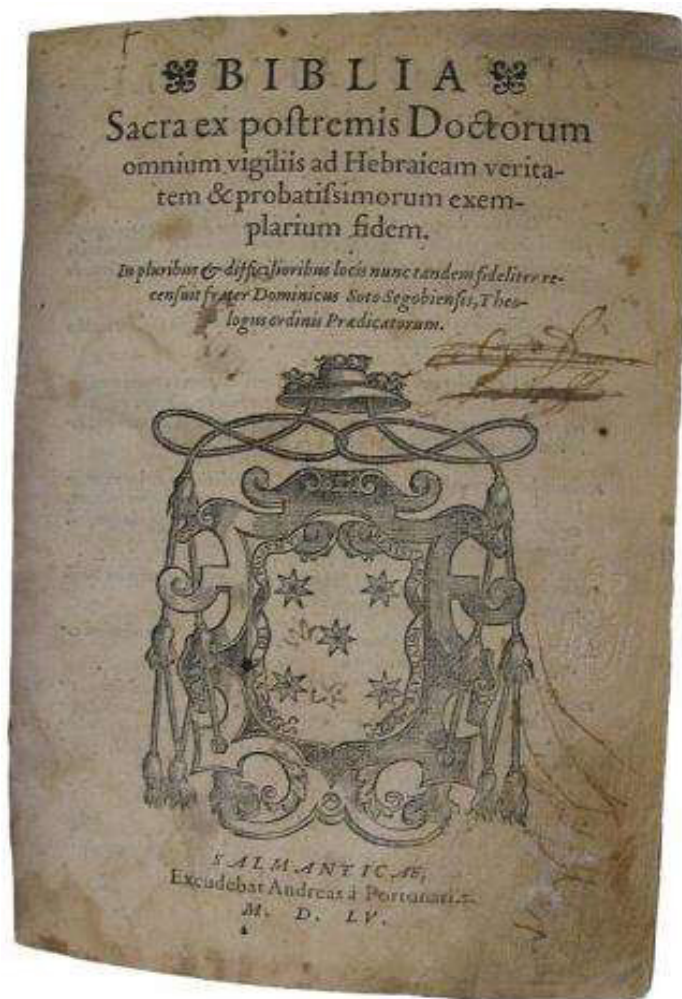 BIBLIA
Sacra ex poſtremis Doctorum
omnium vigiliis ad Hebraicam verita-
tem & probatiſsimorum exem-
plarium fidem.
In pluribus & difficilioribus locis nunc tandem fideliter re-
cenſuit frater Dominicus Soto Segobienſis, Theo-
logus ordinis Prædicatorum.
SALMANTICAE,
Excudebat Andreas à Portonariis.
M. D. LV.